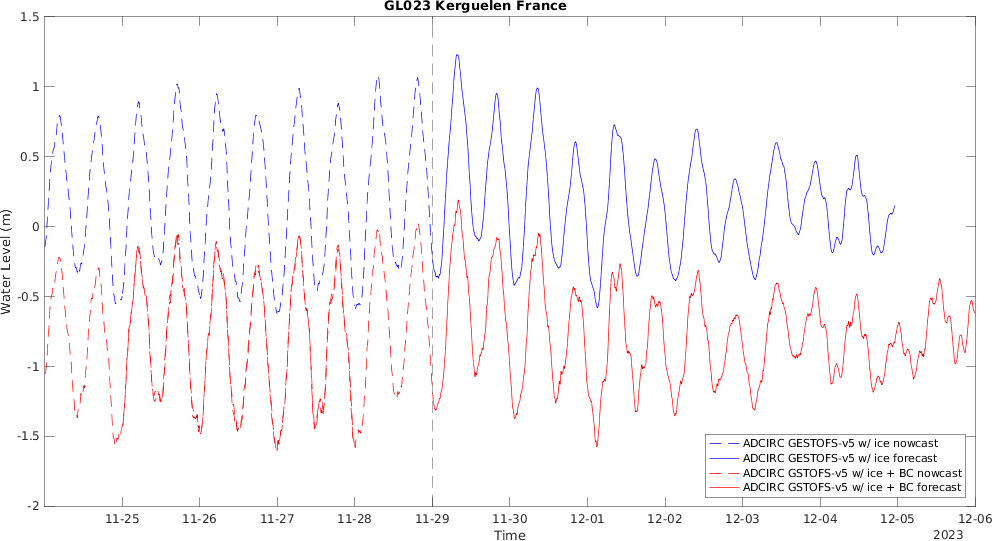 GL023 Kerguelen France
1.5
1
0.5
0
-0.5
-1
-1.5
-2
Water Level (m)
ADCIRC GESTOFS-v5 w/ ice nowcast
ADCIRC GESTOFS-v5 w/ ice forecast
ADCIRC GSTOFS-v5 w/ ice + BC nowcast
ADCIRC GSTOFS-v5 w/ ice + BC forecast
11-25 11-26 11-27 11-28 11-29 11-30 12-01 12-02 12-03 12-04 12-05 12-06
Time
2023